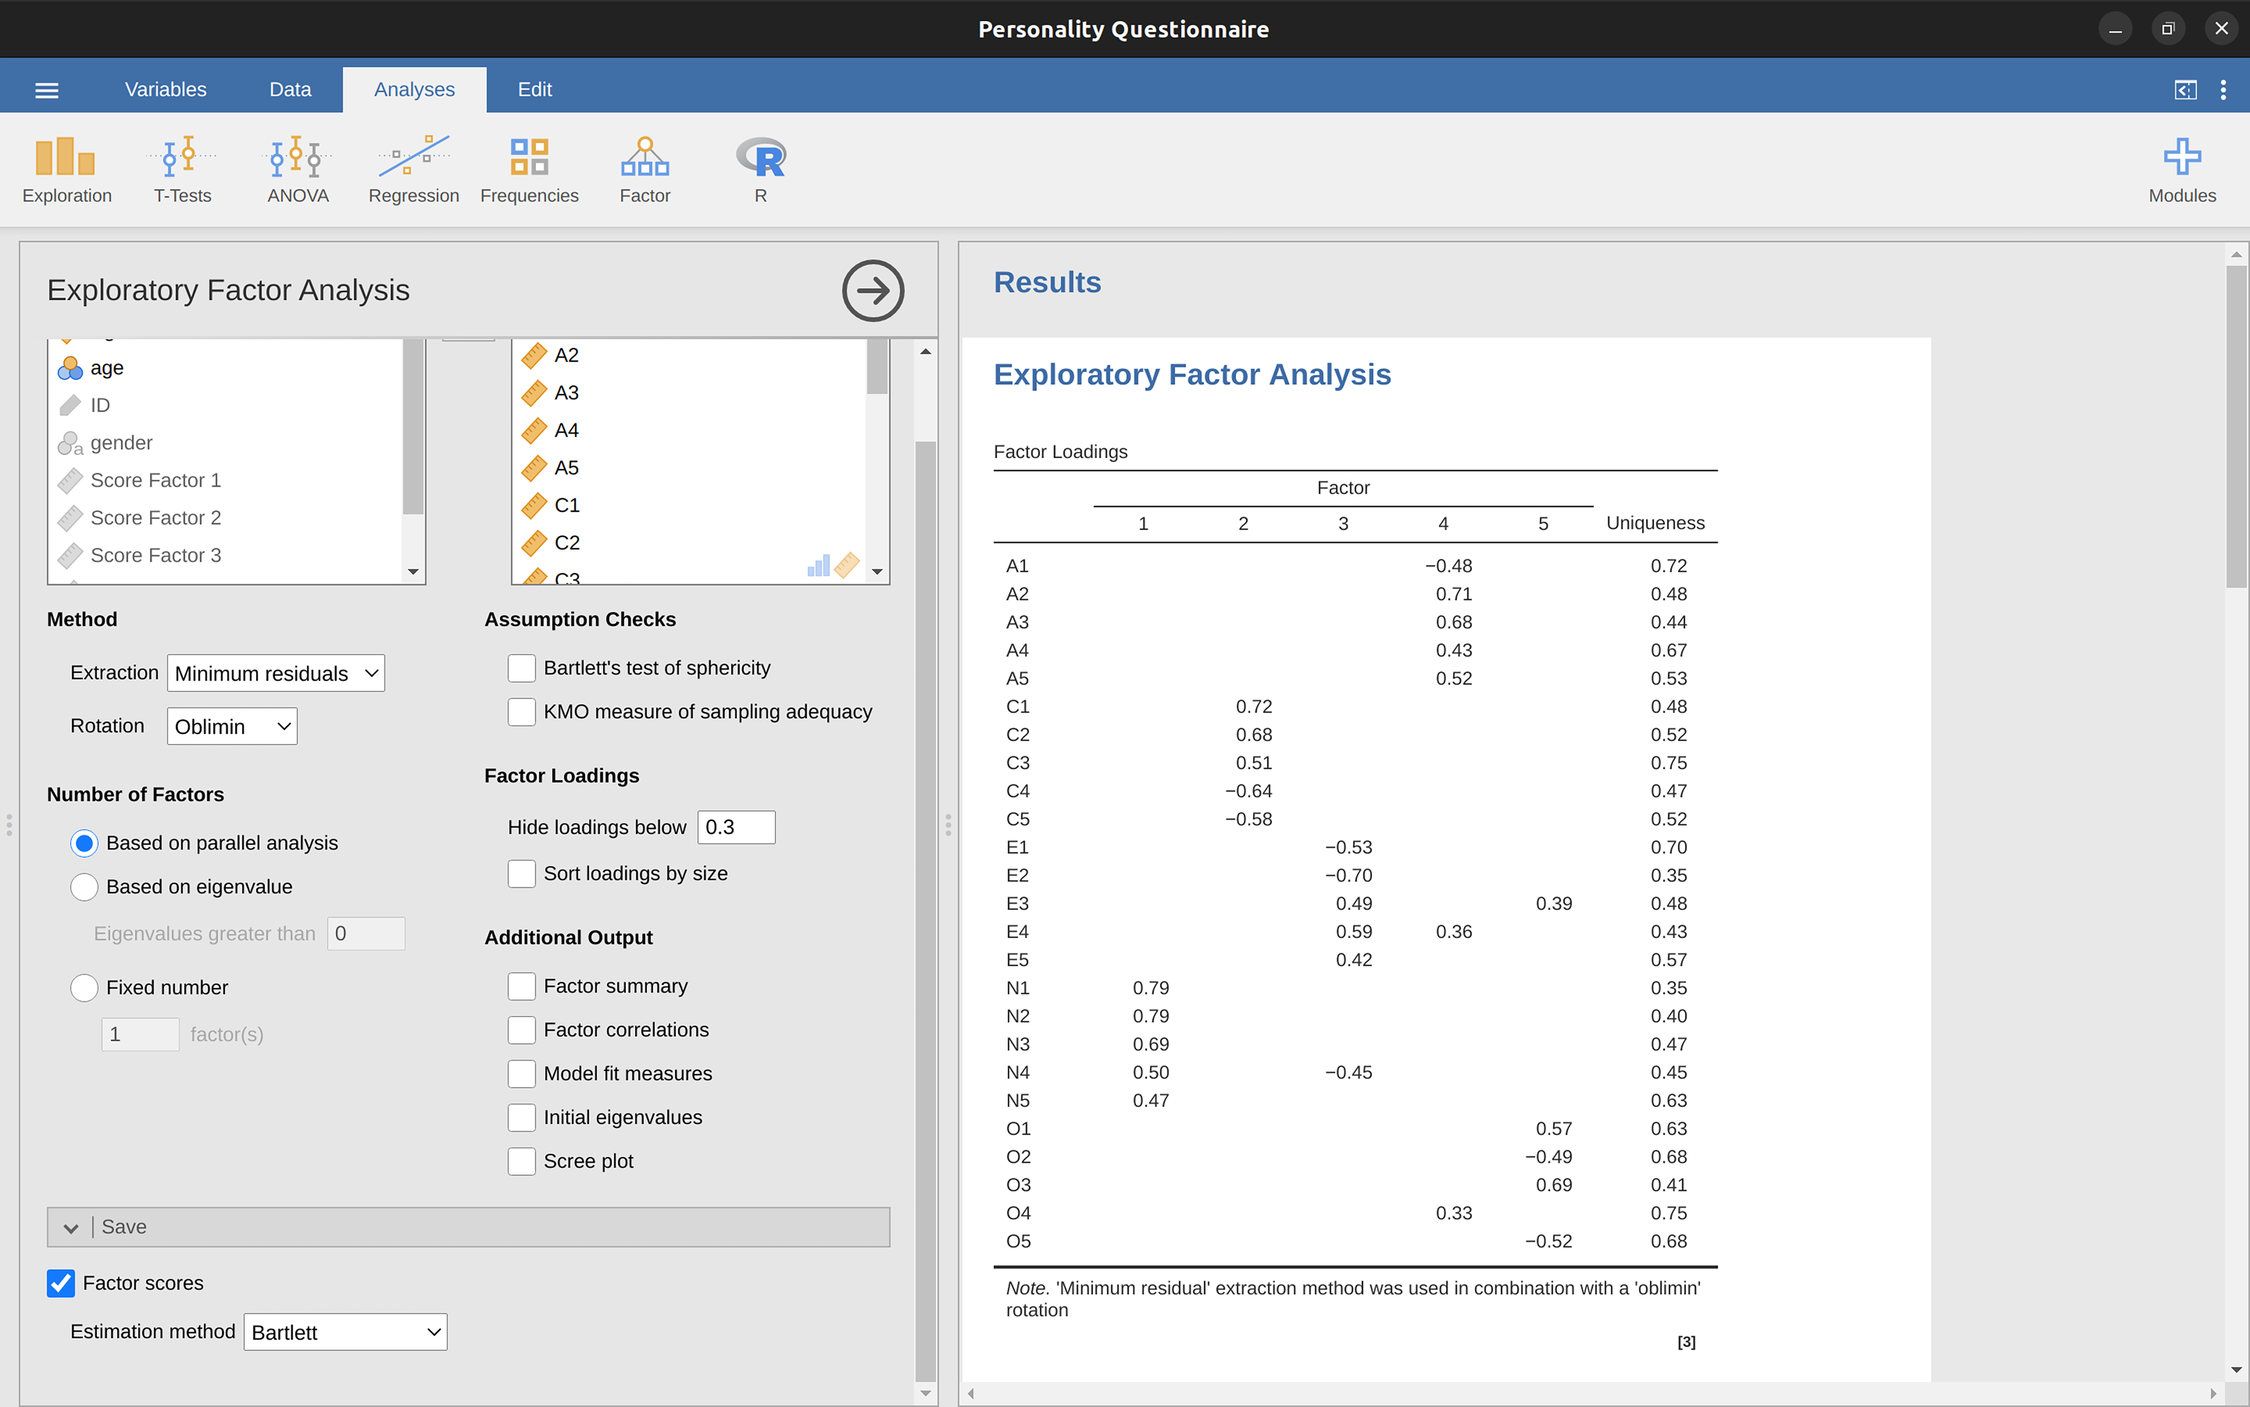 Personality Questionnaire
Variables Data Analyses Edit
Exploration T-Tests ANOVA Regression Frequencies Factor R Modules
Exploratory Factor Analysis
age
ID
gender
Score Factor 1
Score Factor 2
Score Factor 3
A2
A3
A4
A5
C1
C2
C3
Method
Extraction Minimum residuals
Rotation Oblimin
Number of Factors
Based on parallel analysis
Based on eigenvalue
Eigenvalues greater than 0
Fixed number
1 factor(s)
Assumption Checks
Bartlett's test of sphericity
KMO measure of sampling adequacy
Factor Loadings
Hide loadings below 0.3
Sort loadings by size
Additional Output
Factor summary
Factor correlations
Model fit measures
Initial eigenvalues
Scree plot
Save
Factor scores
Estimation method Bartlett
Results
Exploratory Factor Analysis
Factor Loadings
Factor
1 2 3 4 5 Uniqueness
A1 −0.48 0.72
A2 0.71 0.48
A3 0.68 0.44
A4 0.43 0.67
A5 0.52 0.53
C1 0.72 0.48
C2 0.68 0.52
C3 0.51 0.75
C4 −0.64 0.47
C5 −0.58 0.52
E1 −0.53 0.70
E2 −0.70 0.35
E3 0.49 0.39 0.48
E4 0.59 0.36 0.43
E5 0.42 0.57
N1 0.79 0.35
N2 0.79 0.40
N3 0.69 0.47
N4 0.50 −0.45 0.45
N5 0.47 0.63
O1 0.57 0.63
O2 −0.49 0.68
O3 0.69 0.41
O4 0.33 0.75
O5 −0.52 0.68
Note. 'Minimum residual' extraction method was used in combination with a 'oblimin'
rotation
[3]